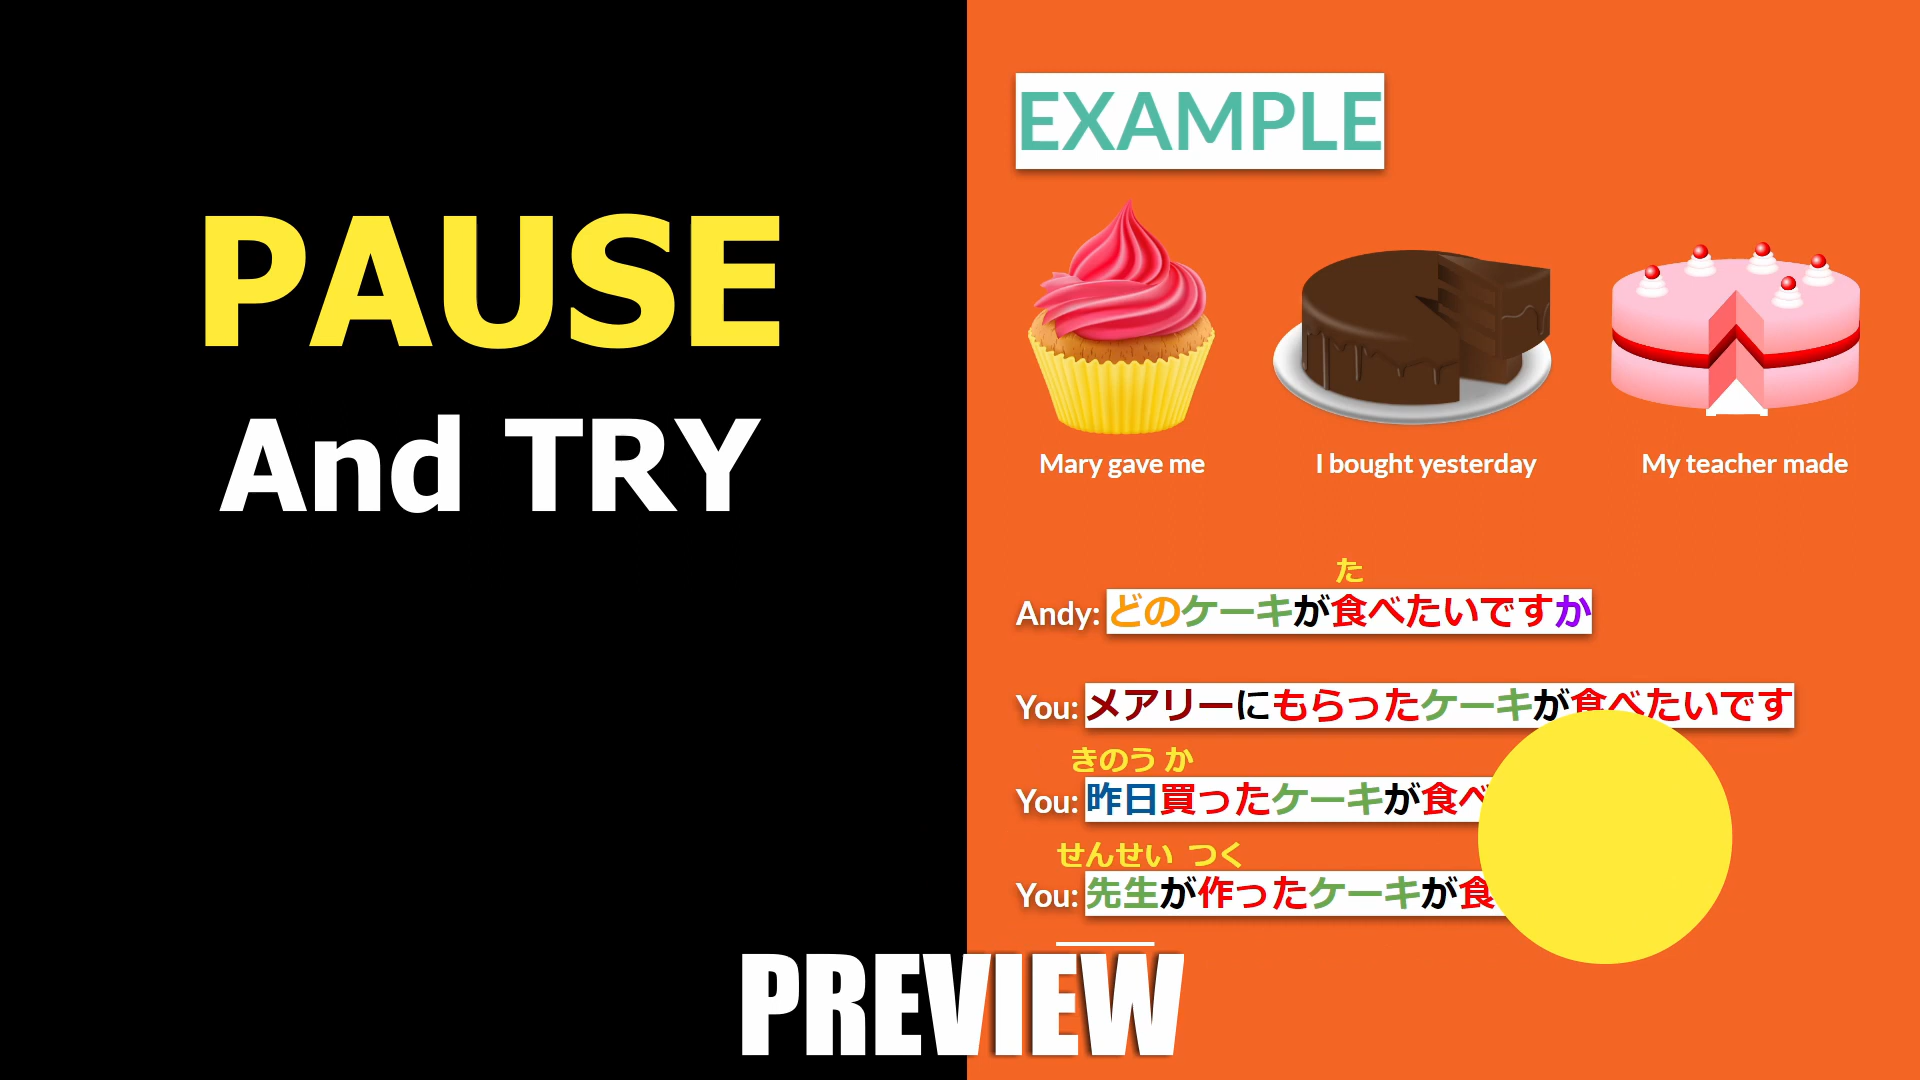 PAUSE
And TRY
EXAMPLE
Mary gave me
I bought yesterday
My teacher made
た
Andy: どのケーキが食べたいですか
You: メアリーにもらったケーキが食べたいです
きのう か
You: 昨日買ったケーキが食べ
せんせい つく
You: 先生が作ったケーキが食
PREVIEW